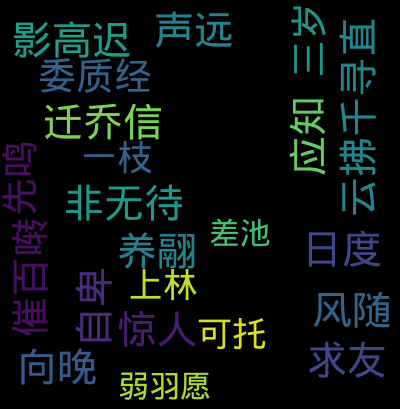 影高迟
声远
委质经
迁乔信
一枝
非无待
养翮
差池
上林
自卑
惊人
可托
向晚
弱羽愿
日度
风随
求友
应知
三岁
云拂千寻直
催百啭
先鸣